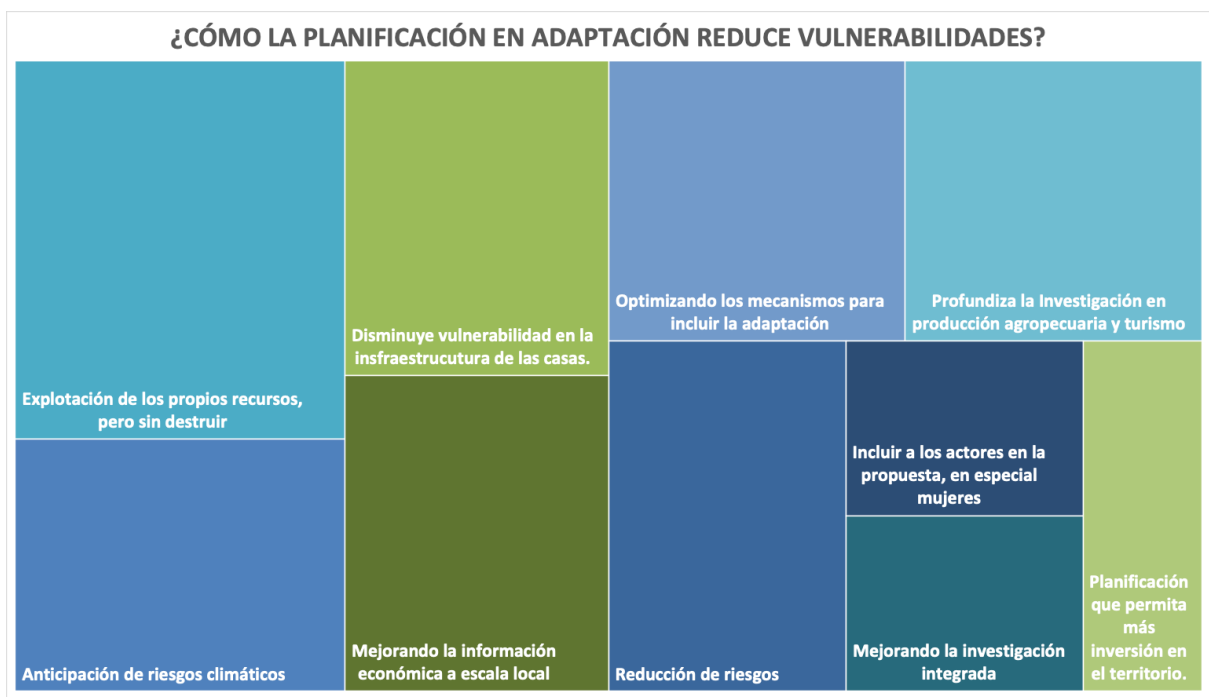 ¿CÓMO LA PLANIFICACIÓN EN ADAPTACIÓN REDUCE VULNERABILIDADES?
Explotación de los propios recursos,
pero sin destruir
Anticipación de riesgos climáticos
Disminuye vulnerabilidad en la
insfraestrucutura de las casas.
Mejorando la información
económica a escala local
Optimizando los mecanismos para
incluir la adaptación
Profundiza la Investigación en
producción agropecuaria y turismo
Reducción de riesgos
Incluir a los actores en la
propuesta, en especial
mujeres
Mejorando la investigación
integrada
Planificación
que permita
más
inversión en
el territorio.